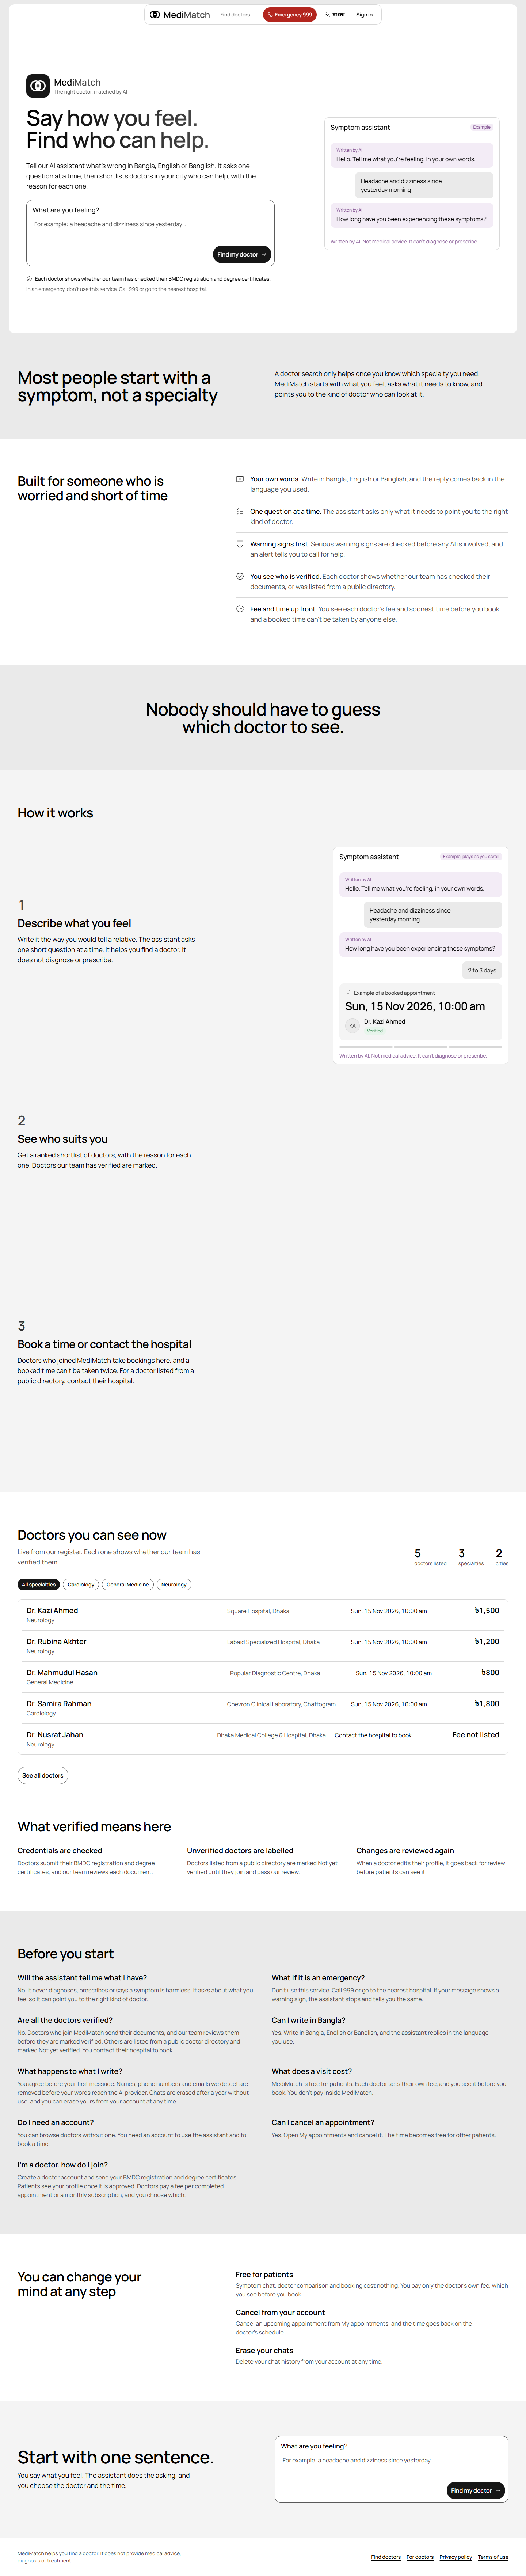 MediMatch
Find doctors
Emergency 999
বাংলা
Sign in
MediMatch
The right doctor, matched by AI
Say how you feel.
Find who can help.
Tell our AI assistant what's wrong in Bangla, English or Banglish. It asks one
question at a time, then shortlists doctors in your city who can help, with the
reason for each one.
What are you feeling?
For example: a headache and dizziness since yesterday...
Find my doctor →
Each doctor shows whether our team has checked their BMDC registration and degree certificates.
In an emergency, don't use this service. Call 999 or go to the nearest hospital.
Symptom assistant
Example
Written by AI
Hello. Tell me what you're feeling, in your own words.
Headache and dizziness since
yesterday morning
Written by AI
How long have you been experiencing these symptoms?
Written by AI. Not medical advice. It can't diagnose or prescribe.
Most people start with a
symptom, not a specialty
A doctor search only helps once you know which specialty you need.
MediMatch starts with what you feel, asks what it needs to know, and
points you to the kind of doctor who can look at it.
Built for someone who is
worried and short of time
Your own words. Write in Bangla, English or Banglish, and the reply comes back in the
language you used.
One question at a time. The assistant asks only what it needs to point you to the right
kind of doctor.
Warning signs first. Serious warning signs are checked before any AI is involved, and
an alert tells you to call for help.
You see who is verified. Each doctor shows whether our team has checked their
documents, or was listed from a public directory.
Fee and time up front. You see each doctor's fee and soonest time before you book,
and a booked time can't be taken by anyone else.
Nobody should have to guess
which doctor to see.
How it works
1
Describe what you feel
Write it the way you would tell a relative. The assistant asks
one short question at a time. It helps you find a doctor. It
does not diagnose or prescribe.
Symptom assistant
Example, plays as you scroll
Written by AI
Hello. Tell me what you're feeling, in your own words.
Headache and dizziness since
yesterday morning
Written by AI
How long have you been experiencing these symptoms?
2 to 3 days
Example of a booked appointment
Sun, 15 Nov 2026, 10:00 am
KA
Dr. Kazi Ahmed
Verified
Written by AI. Not medical advice. It can't diagnose or prescribe.
2
See who suits you
Get a ranked shortlist of doctors, with the reason for each
one. Doctors our team has verified are marked.
3
Book a time or contact the hospital
Doctors who joined MediMatch take bookings here, and a
booked time can't be taken twice. For a doctor listed from a
public directory, contact their hospital.
Doctors you can see now
Live from our register. Each one shows whether our team has
verified them.
5
doctors listed
3
specialties
2
cities
All specialties
Cardiology
General Medicine
Neurology
Dr. Kazi Ahmed
Neurology
Square Hospital, Dhaka
Sun, 15 Nov 2026, 10:00 am
৳1,500
Dr. Rubina Akhter
Neurology
Labaid Specialized Hospital, Dhaka
Sun, 15 Nov 2026, 10:00 am
৳1,200
Dr. Mahmudul Hasan
General Medicine
Popular Diagnostic Centre, Dhaka
Sun, 15 Nov 2026, 10:00 am
৳800
Dr. Samira Rahman
Cardiology
Chevron Clinical Laboratory, Chattogram
Sun, 15 Nov 2026, 10:00 am
৳1,800
Dr. Nusrat Jahan
Neurology
Dhaka Medical College & Hospital, Dhaka
Contact the hospital to book
Fee not listed
See all doctors
What verified means here
Credentials are checked
Doctors submit their BMDC registration and degree
certificates, and our team reviews each document.
Unverified doctors are labelled
Doctors listed from a public directory are marked Not yet
verified until they join and pass our review.
Changes are reviewed again
When a doctor edits their profile, it goes back for review
before patients can see it.
Before you start
Will the assistant tell me what I have?
No. It never diagnoses, prescribes or says a symptom is harmless. It asks about what you
feel so it can point you to the right kind of doctor.
What if it is an emergency?
Don't use this service. Call 999 or go to the nearest hospital. If your message shows a
warning sign, the assistant stops and tells you the same.
Are all the doctors verified?
No. Doctors who join MediMatch send their documents, and our team reviews them
before they are marked Verified. Others are listed from a public doctor directory and
marked Not yet verified. You contact their hospital to book.
Can I write in Bangla?
Yes. Write in Bangla, English or Banglish, and the assistant replies in the language
you use.
What happens to what I write?
You agree before your first message. Names, phone numbers and emails we detect are
removed before your words reach the AI provider. Chats are erased after a year without
use, and you can erase yours from your account at any time.
What does a visit cost?
MediMatch is free for patients. Each doctor sets their own fee, and you see it before you
book. You don't pay inside MediMatch.
Do I need an account?
You can browse doctors without one. You need an account to use the assistant and to
book a time.
Can I cancel an appointment?
Yes. Open My appointments and cancel it. The time becomes free for other patients.
I'm a doctor. how do I join?
Create a doctor account and send your BMDC registration and degree certificates.
Patients see your profile once it is approved. Doctors pay a fee per completed
appointment or a monthly subscription, and you choose which.
You can change your
mind at any step
Free for patients
Symptom chat, doctor comparison and booking cost nothing. You pay only the doctor's own fee, which
you see before you book.
Cancel from your account
Cancel an upcoming appointment from My appointments, and the time goes back on the
doctor's schedule.
Erase your chats
Delete your chat history from your account at any time.
Start with one sentence.
You say what you feel. The assistant does the asking, and
you choose the doctor and the time.
What are you feeling?
For example: a headache and dizziness since yesterday...
Find my doctor →
MediMatch helps you find a doctor. It does not provide medical advice,
diagnosis or treatment.
Find doctors
For doctors
Privacy policy
Terms of use